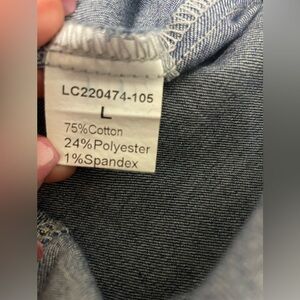 LC220474-105
L
75%Cotton
24%Polyester
1%Spandex